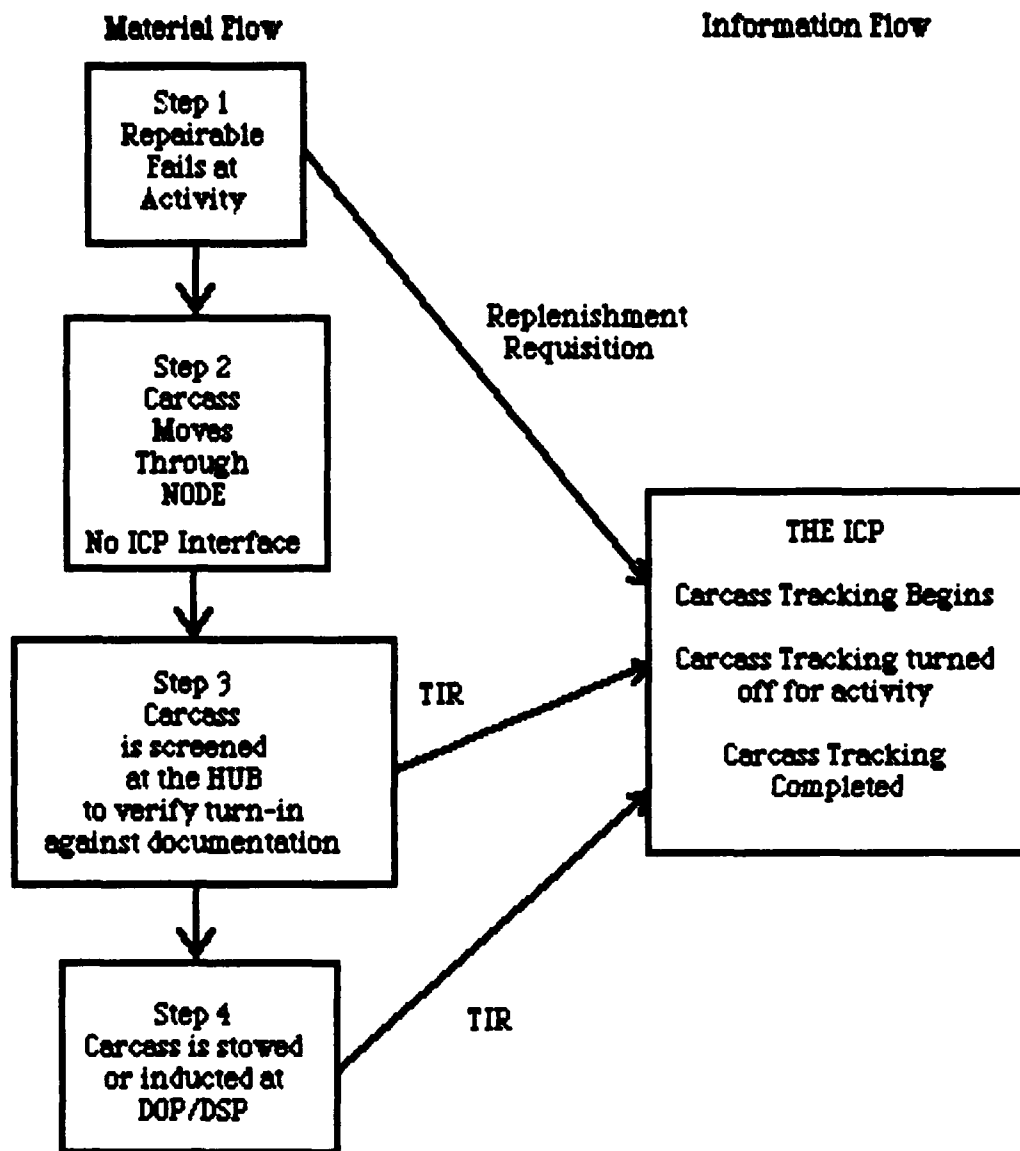 Material Flow
Information Flow
Step 1
Repairable
Fails at
Activity
Replenishment
Requisition
Step 2
Carcass
Moves
Through
NODE
No ICP Interface
THE ICP
Carcass Tracking Begins
Carcass Tracking turned
off for activity
Carcass Tracking
Completed
Step 3
Carcass
is screened
at the HUB
to verify turn-in
against documentation
TIR
Step 4
Carcass is stowed
or inducted at
DOP/DSP
TIR